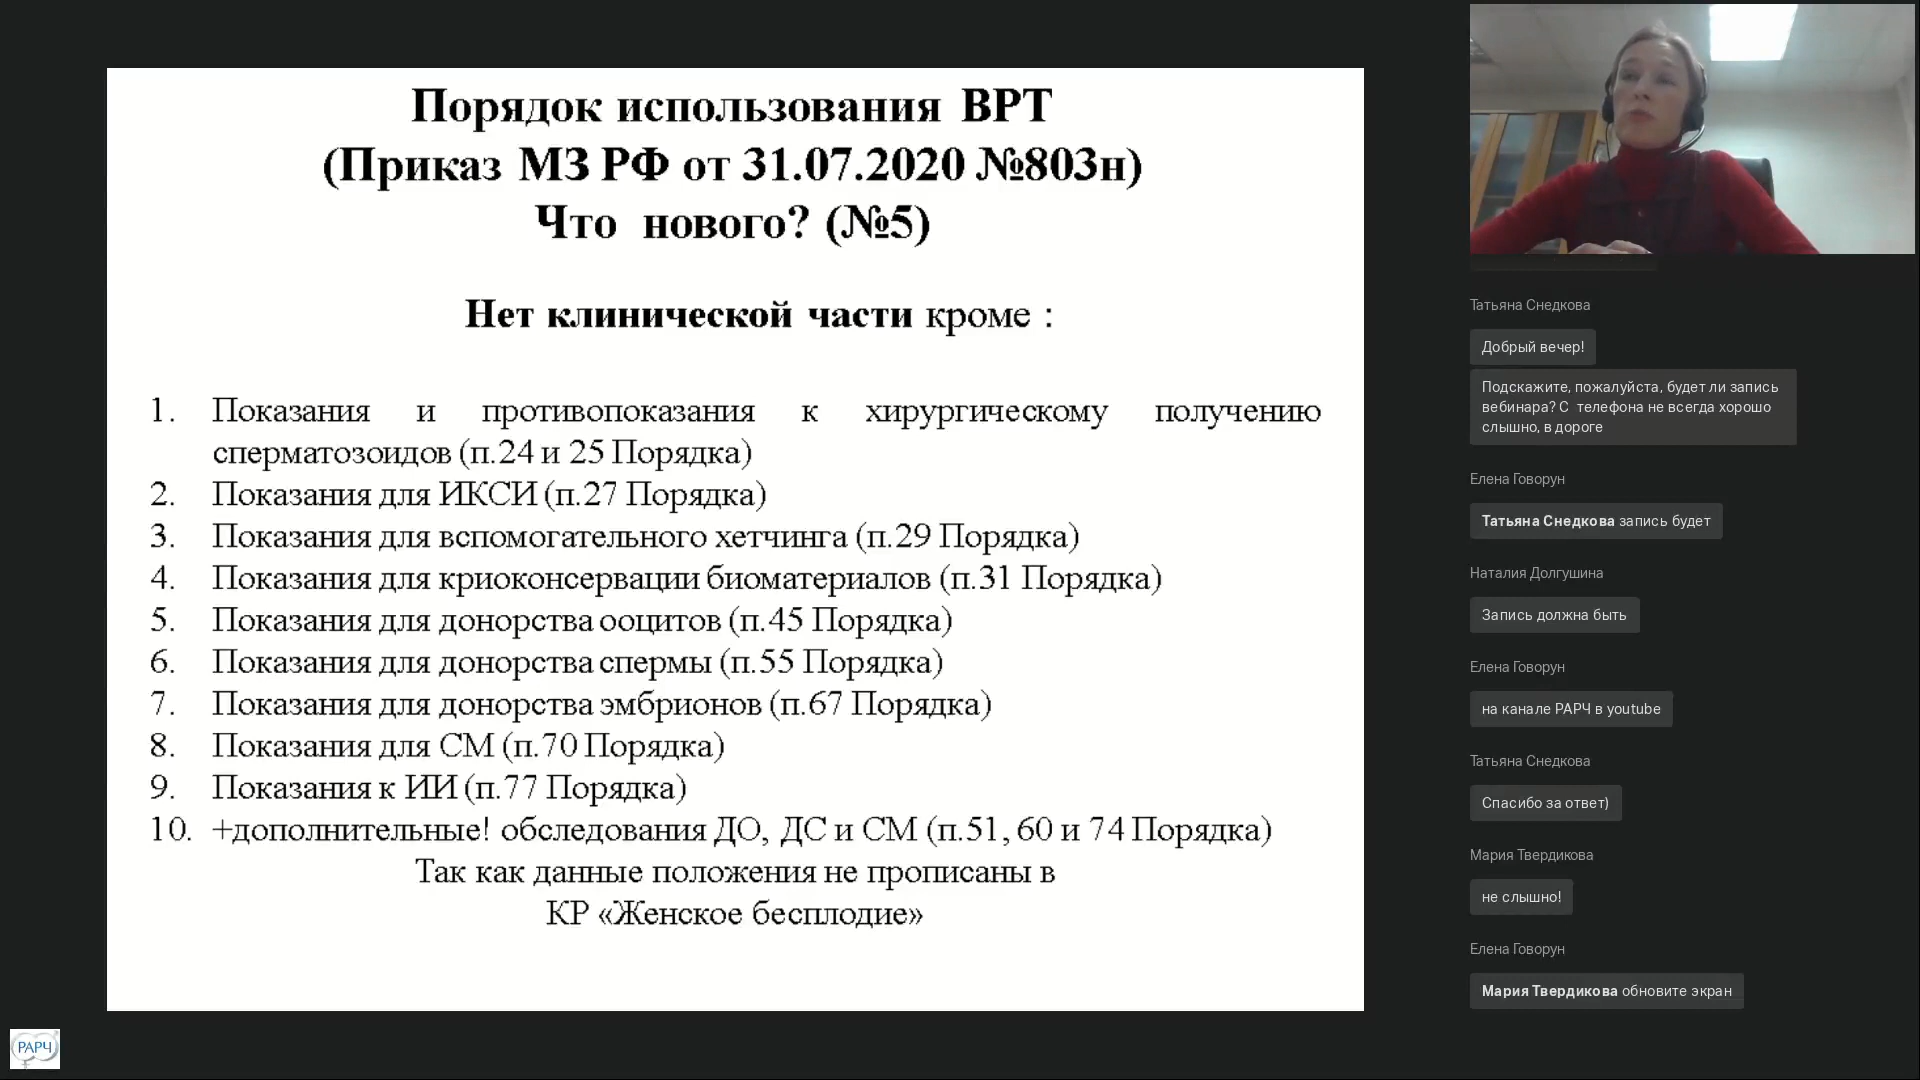 Порядок использования ВРТ
(Приказ МЗ РФ от 31.07.2020 №803н)
Что нового? (№5)
Нет клинической части кроме :
1. Показания и противопоказания к хирургическому получению
сперматозоидов (п.24 и 25 Порядка)
2. Показания для ИКСИ (п.27 Порядка)
3. Показания для вспомогательного хетчинга (п.29 Порядка)
4. Показания для криоконсервации биоматериалов (п.31 Порядка)
5. Показания для донорства ооцитов (п.45 Порядка)
6. Показания для донорства спермы (п.55 Порядка)
7. Показания для донорства эмбрионов (п.67 Порядка)
8. Показания для СМ (п.70 Порядка)
9. Показания к ИИ (п.77 Порядка)
10. +дополнительные! обследования ДО, ДС и СМ (п.51, 60 и 74 Порядка)
Так как данные положения не прописаны в
КР «Женское бесплодие»
Татьяна Снедкова
Добрый вечер!
Подскажите, пожалуйста, будет ли запись
вебинара? С телефона не всегда хорошо
слышно, в дороге
Елена Говорун
Татьяна Снедкова запись будет
Наталия Долгушина
Запись должна быть
Елена Говорун
на канале РАРЧ в youtube
Татьяна Снедкова
Спасибо за ответ)
Мария Твердикова
не слышно!
Елена Говорун
Мария Твердикова обновите экран
РАРЧ